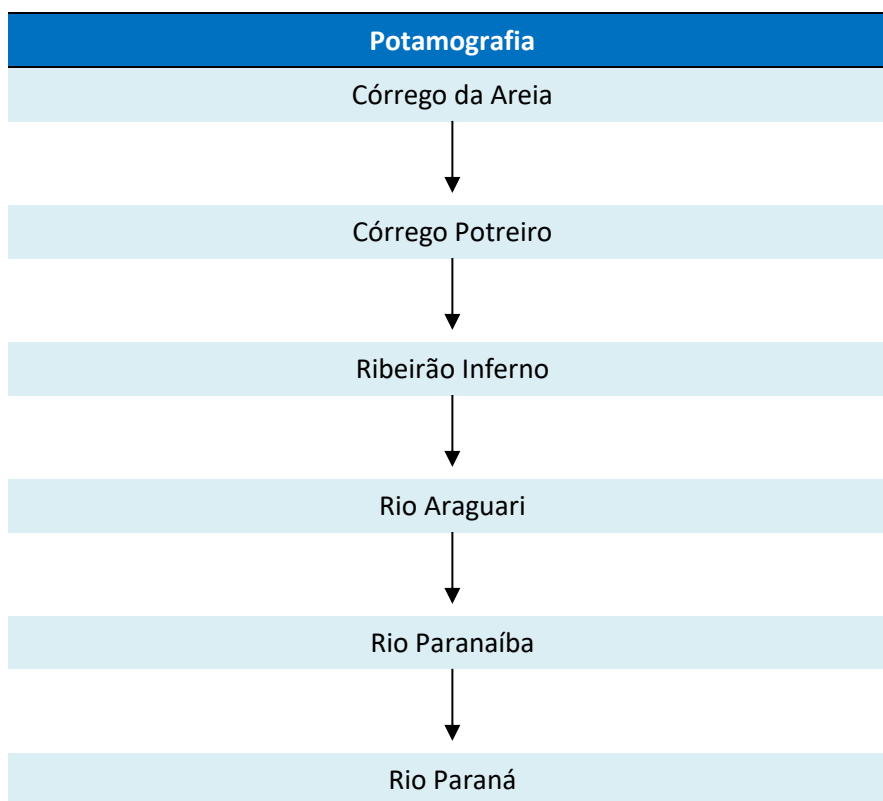 Potamografia
Córrego da Areia
Córrego Potreiro
Ribeirão Inferno
Rio Araguari
Rio Paranaíba
Rio Paraná